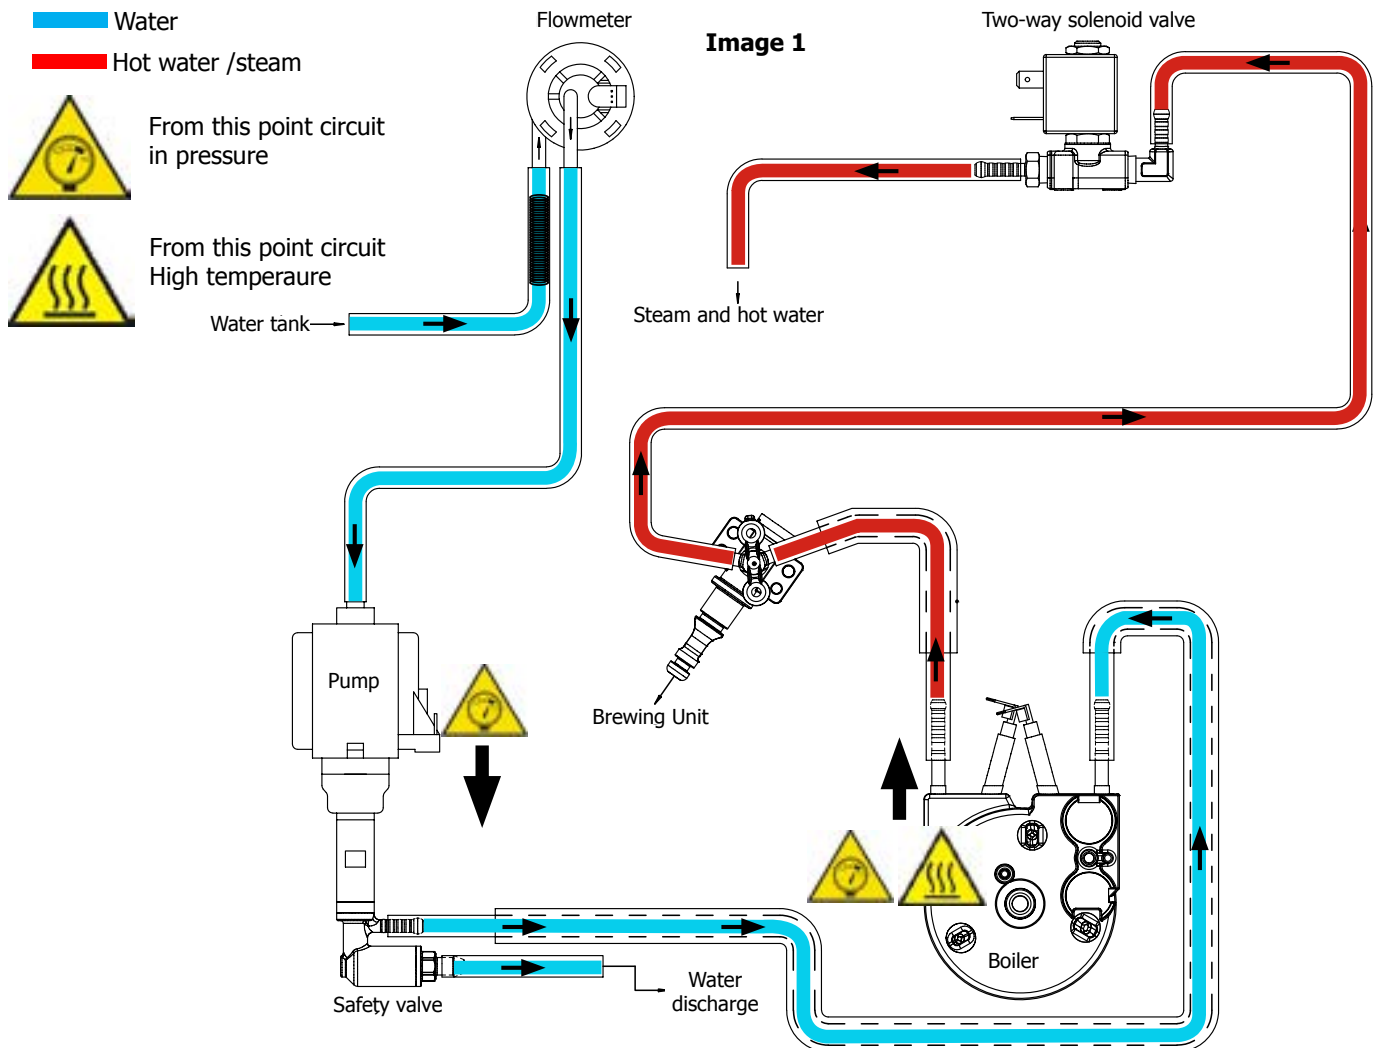 Water
Hot water /steam
From this point circuit
in pressure
From this point circuit
High temperaure
Flowmeter
Image 1
Two-way solenoid valve
Water tank
Steam and hot water
Pump
Brewing Unit
Boiler
Safety valve
Water
discharge